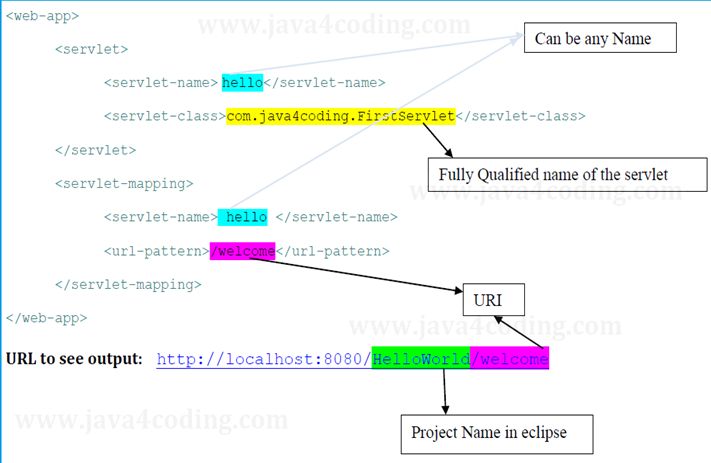 www.java4coding.com
<web-app>
<servlet>
Can be any Name
<servlet-name> hello</servlet-name>
<servlet-class>com.java4coding.FirstServlet</servlet-class>
</servlet>
Fully Qualified name of the servlet
<servlet-mapping>
www.java4coding.com
<servlet-name> hello </servlet-name>
<url-pattern>/welcome</url-pattern>
</servlet-mapping>
URI
</web-app>
www.java4coding.com
URL to see output: http://localhost:8080/HelloWorld/welcome
www.java4coding.com
Project Name in eclipse